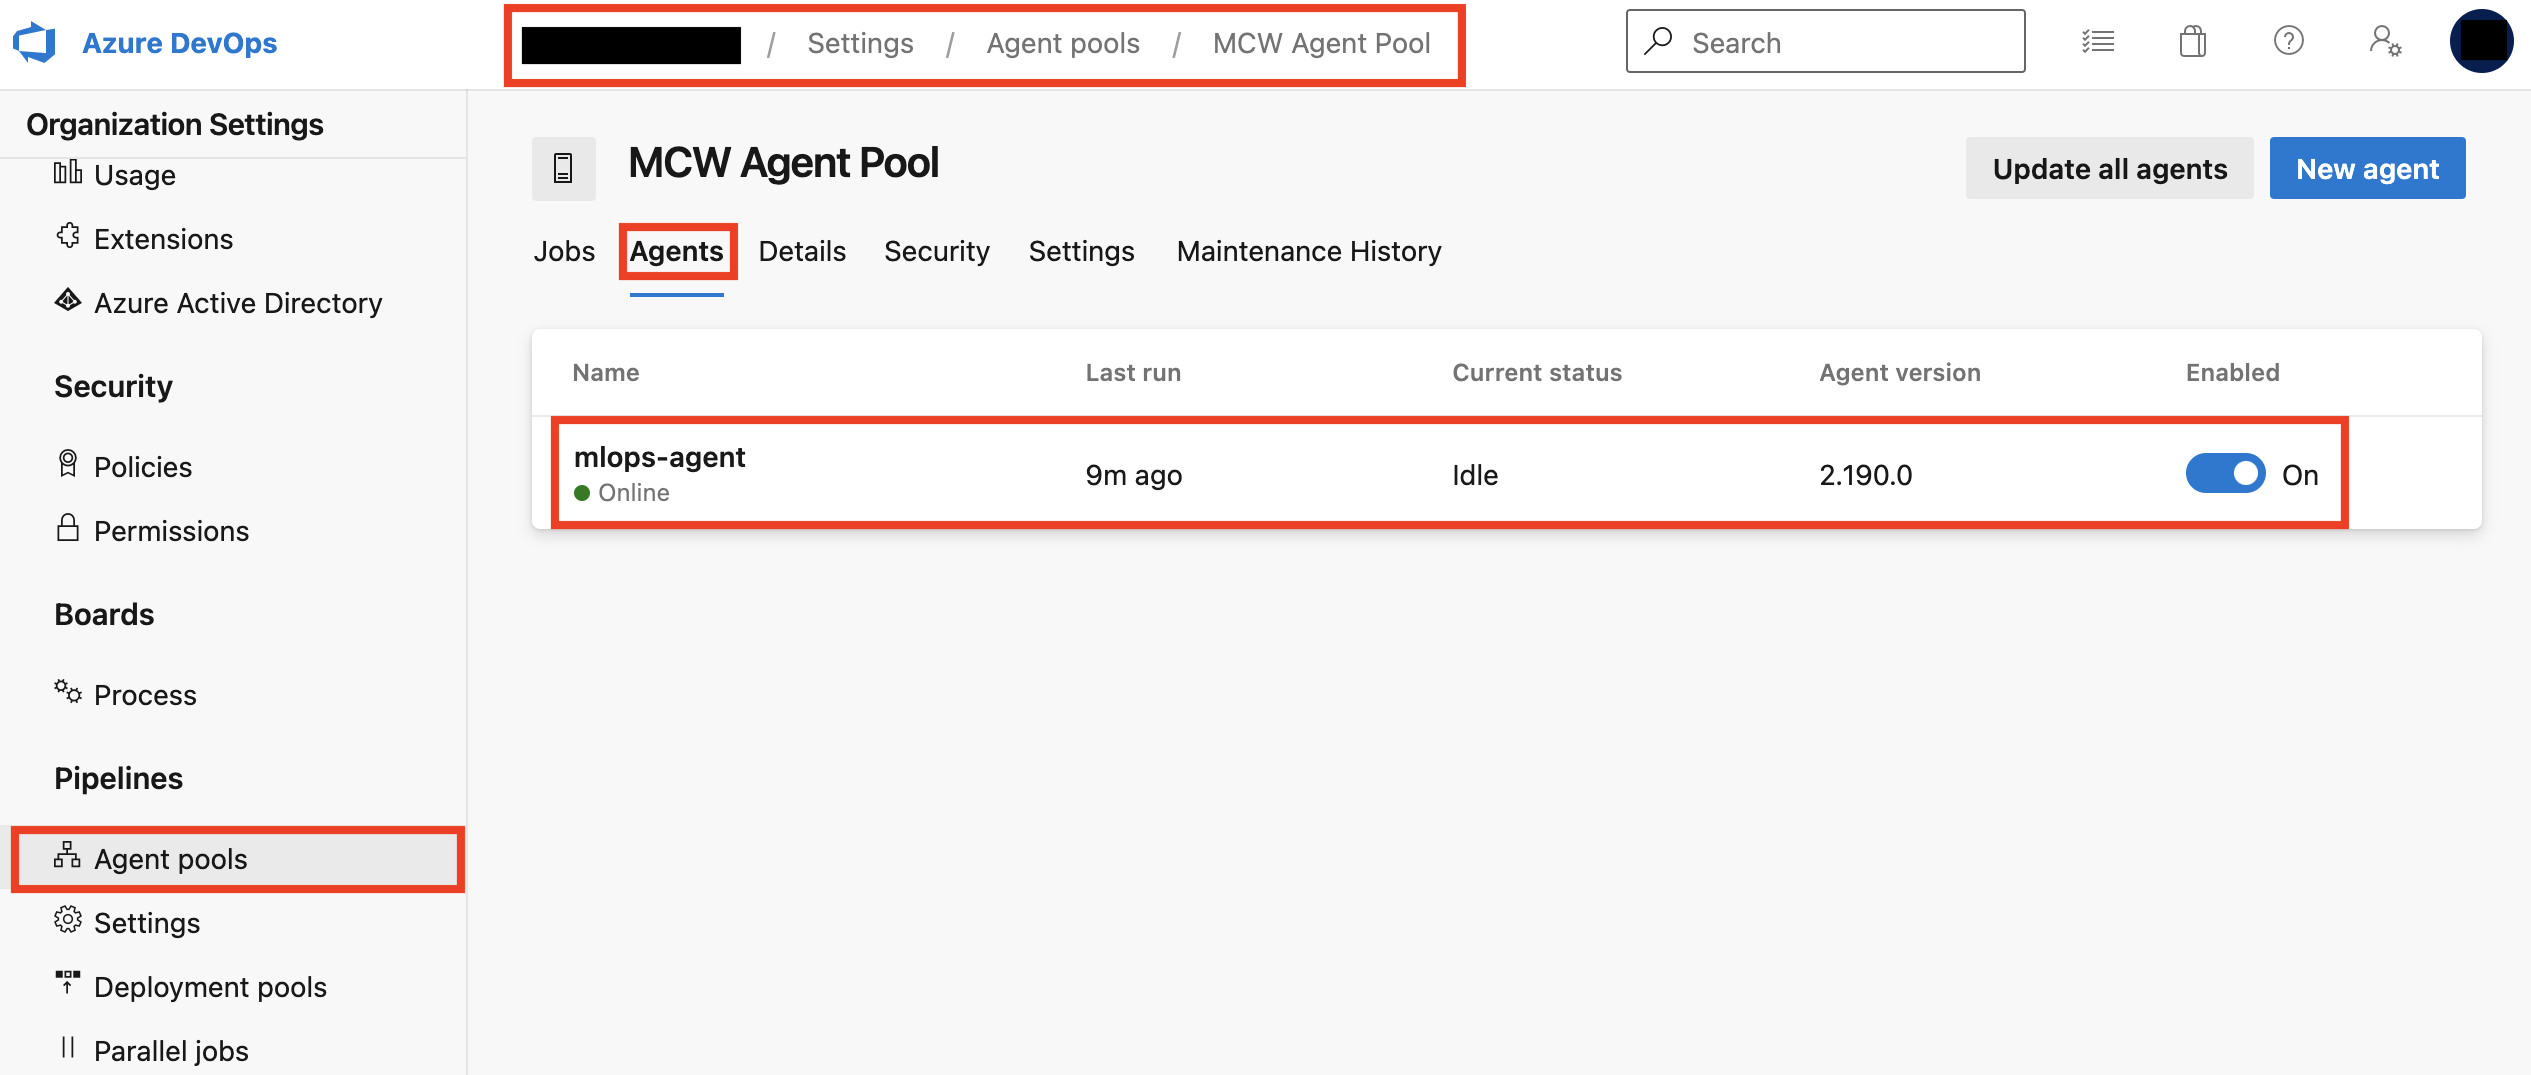 Azure DevOps
/ Settings / Agent pools / MCW Agent Pool
Search
Organization Settings
Usage
Extensions
Azure Active Directory
Security
Policies
Permissions
Boards
Process
Pipelines
Agent pools
Settings
Deployment pools
Parallel jobs
MCW Agent Pool
Update all agents
New agent
Jobs Agents Details Security Settings Maintenance History
Name Last run Current status Agent version Enabled
mlops-agent 9m ago Idle 2.190.0 On
Online